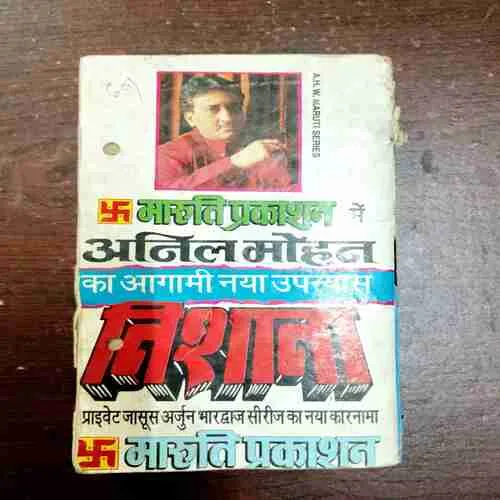 A.H.W. MARUTI SERIES
मारुति प्रकाशन में
अनिल मोहन
का आगामी नया उपन्यास
निशाना
प्राइवेट जासूस अर्जुन भारद्वाज सीरीज का नया कारनामा
मारुति प्रकाशन